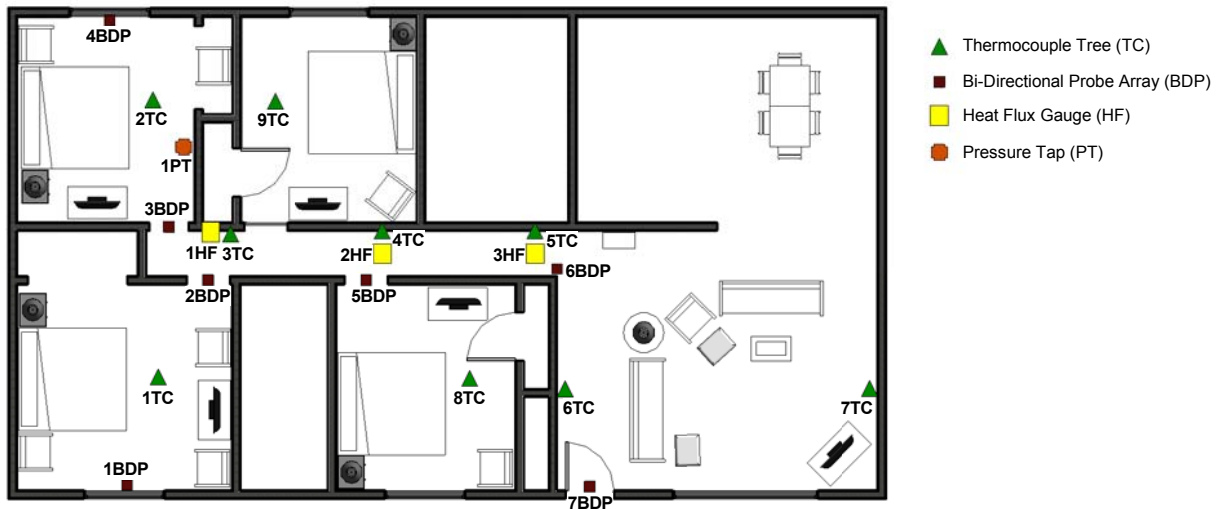 4BDP
Thermocouple Tree (TC)
Bi-Directional Probe Array (BDP)
Heat Flux Gauge (HF)
Pressure Tap (PT)
2TC
9TC
1PT
3BDP
1HF
3TC
2HF
4TC
3HF
5TC
6BDP
2BDP
5BDP
1TC
8TC
6TC
7TC
1BDP
7BDP